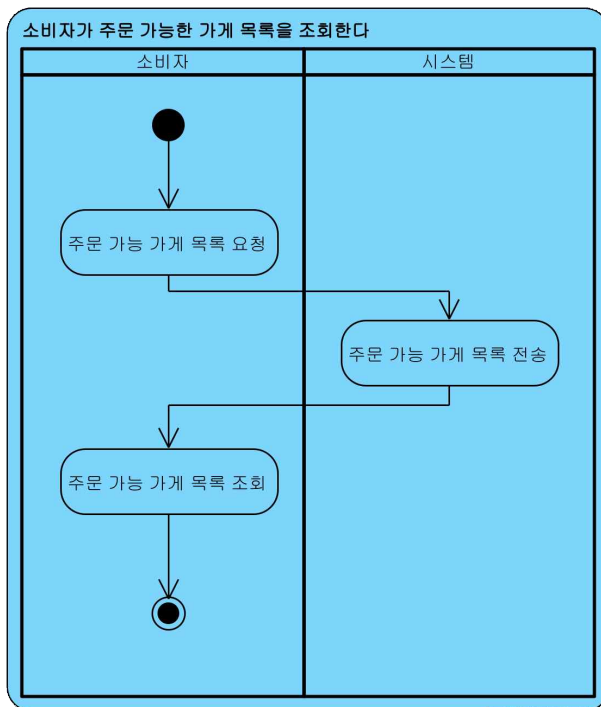 소비자가 주문 가능한 가게 목록을 조회한다
소비자
시스템
주문 가능 가게 목록 요청
주문 가능 가게 목록 전송
주문 가능 가게 목록 조회